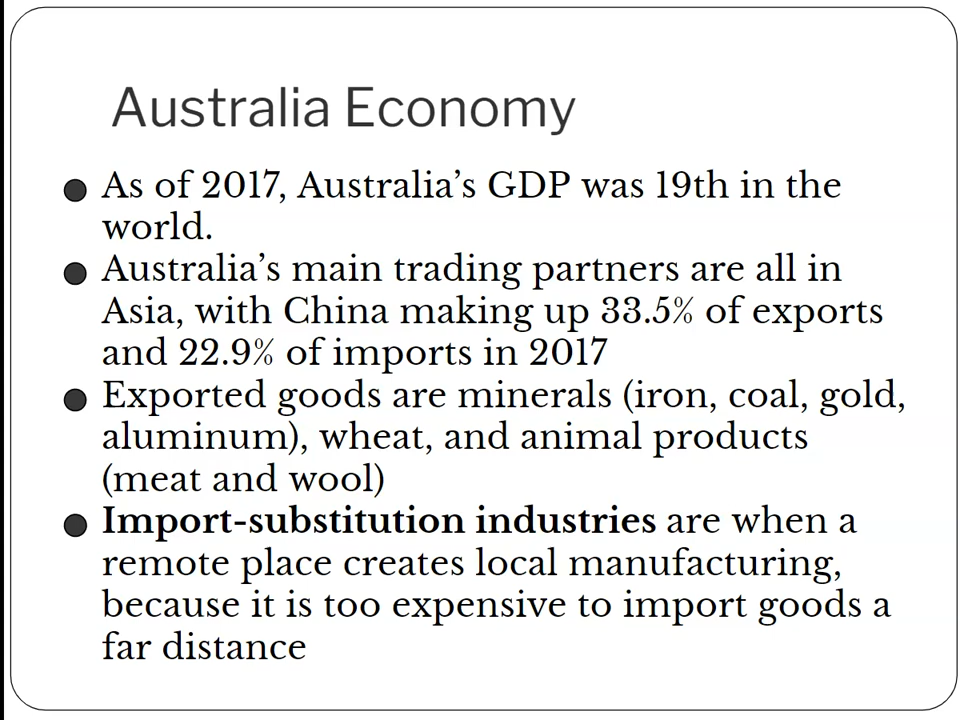 Australia Economy
● As of 2017, Australia’s GDP was 19th in the
world.
● Australia’s main trading partners are all in
Asia, with China making up 33.5% of exports
and 22.9% of imports in 2017
● Exported goods are minerals (iron, coal, gold,
aluminum), wheat, and animal products
(meat and wool)
● Import-substitution industries are when a
remote place creates local manufacturing,
because it is too expensive to import goods a
far distance